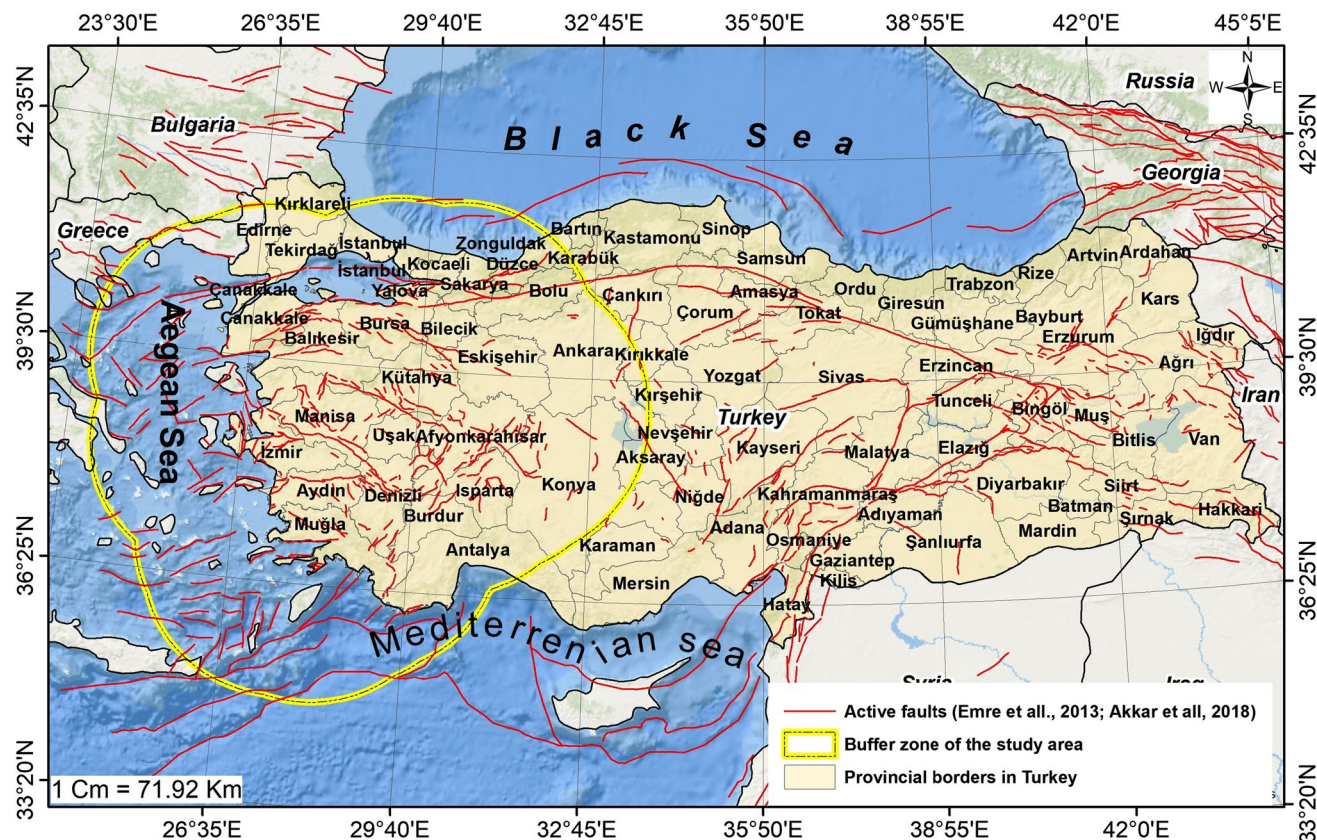 23°30'E 26°35'E 29°40'E 32°45'E 35°50'E 38°55'E 42°0'E 45°5'E
N
W E
S
Russia
42°35'N
42°35'N
Bulgaria
Black Sea
Georgia
Kırklareli
Greece
Edirne
Tekirdağ
İstanbul
Zonguldak
Bartın
Kastamonu
Sinop
Karabük
Samsun
Artvin
Ardahan
İstanbul
Kocaeli
Düzce
Sakarya
Yalova
Bolu
Çanakkale
Çankırı
Amasya
Ordu
Giresun
Trabzon
Rize
Kars
Çanakkale
Bursa
Bilecik
Çorum
Tokat
Gümüşhane
Bayburt
Erzurum
Iğdır
39°30'N
39°30'N
Balıkesir
Eskişehir
Ankara
Kırıkkale
Ağrı
Aegean Sea
Kütahya
Yozgat
Sivas
Erzincan
Kırşehir
Tunceli
Iran
Manisa
Turkey
Bingöl
Muş
Uşak
Afyonkarahisar
Nevşehir
Bitlis
Van
İzmir
Aksaray
Kayseri
Malatya
Elazığ
Aydın
Denizli
Isparta
Konya
Niğde
Kahramanmaraş
Diyarbakır
Siirt
Batman
Hakkari
Muğla
Burdur
Adana
Adıyaman
Mardin
Şırnak
36°25'N
36°25'N
Antalya
Karaman
Osmaniye
Şanlıurfa
Gaziantep
Mersin
Kilis
Hatay
Mediterrenian sea
Syria
Iraq
Active faults (Emre et all., 2013; Akkar et all, 2018)
Buffer zone of the study area
Provincial borders in Turkey
33°20'N
33°20'N
1 Cm = 71.92 Km
26°35'E 29°40'E 32°45'E 35°50'E 38°55'E 42°0'E